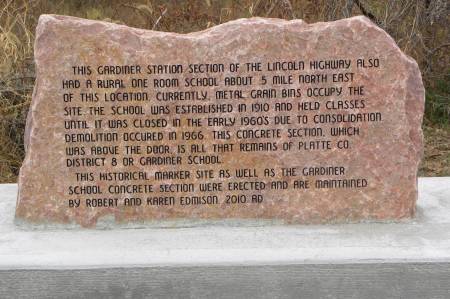 THIS GARDINER STATION SECTION OF THE LINCOLN HIGHWAY ALSO
HAD A RURAL ONE ROOM SCHOOL ABOUT .5 MILE NORTH EAST
OF THIS LOCATION. CURRENTLY, METAL GRAIN BINS OCCUPY THE
SITE. THE SCHOOL WAS ESTABLISHED IN 1910 AND HELD CLASSES
UNTIL IT WAS CLOSED IN THE EARLY 1960'S DUE TO CONSOLIDATION.
DEMOLITION OCCURED IN 1966. THIS CONCRETE SECTION, WHICH
WAS ABOVE THE DOOR, IS ALL THAT REMAINS OF PLATTE CO.
DISTRICT 8 OR GARDINER SCHOOL.
THIS HISTORICAL MARKER SITE AS WELL AS THE GARDINER
SCHOOL CONCRETE SECTION WERE ERECTED AND ARE MAINTAINED
BY ROBERT AND KAREN EDMISON. 2010 AD